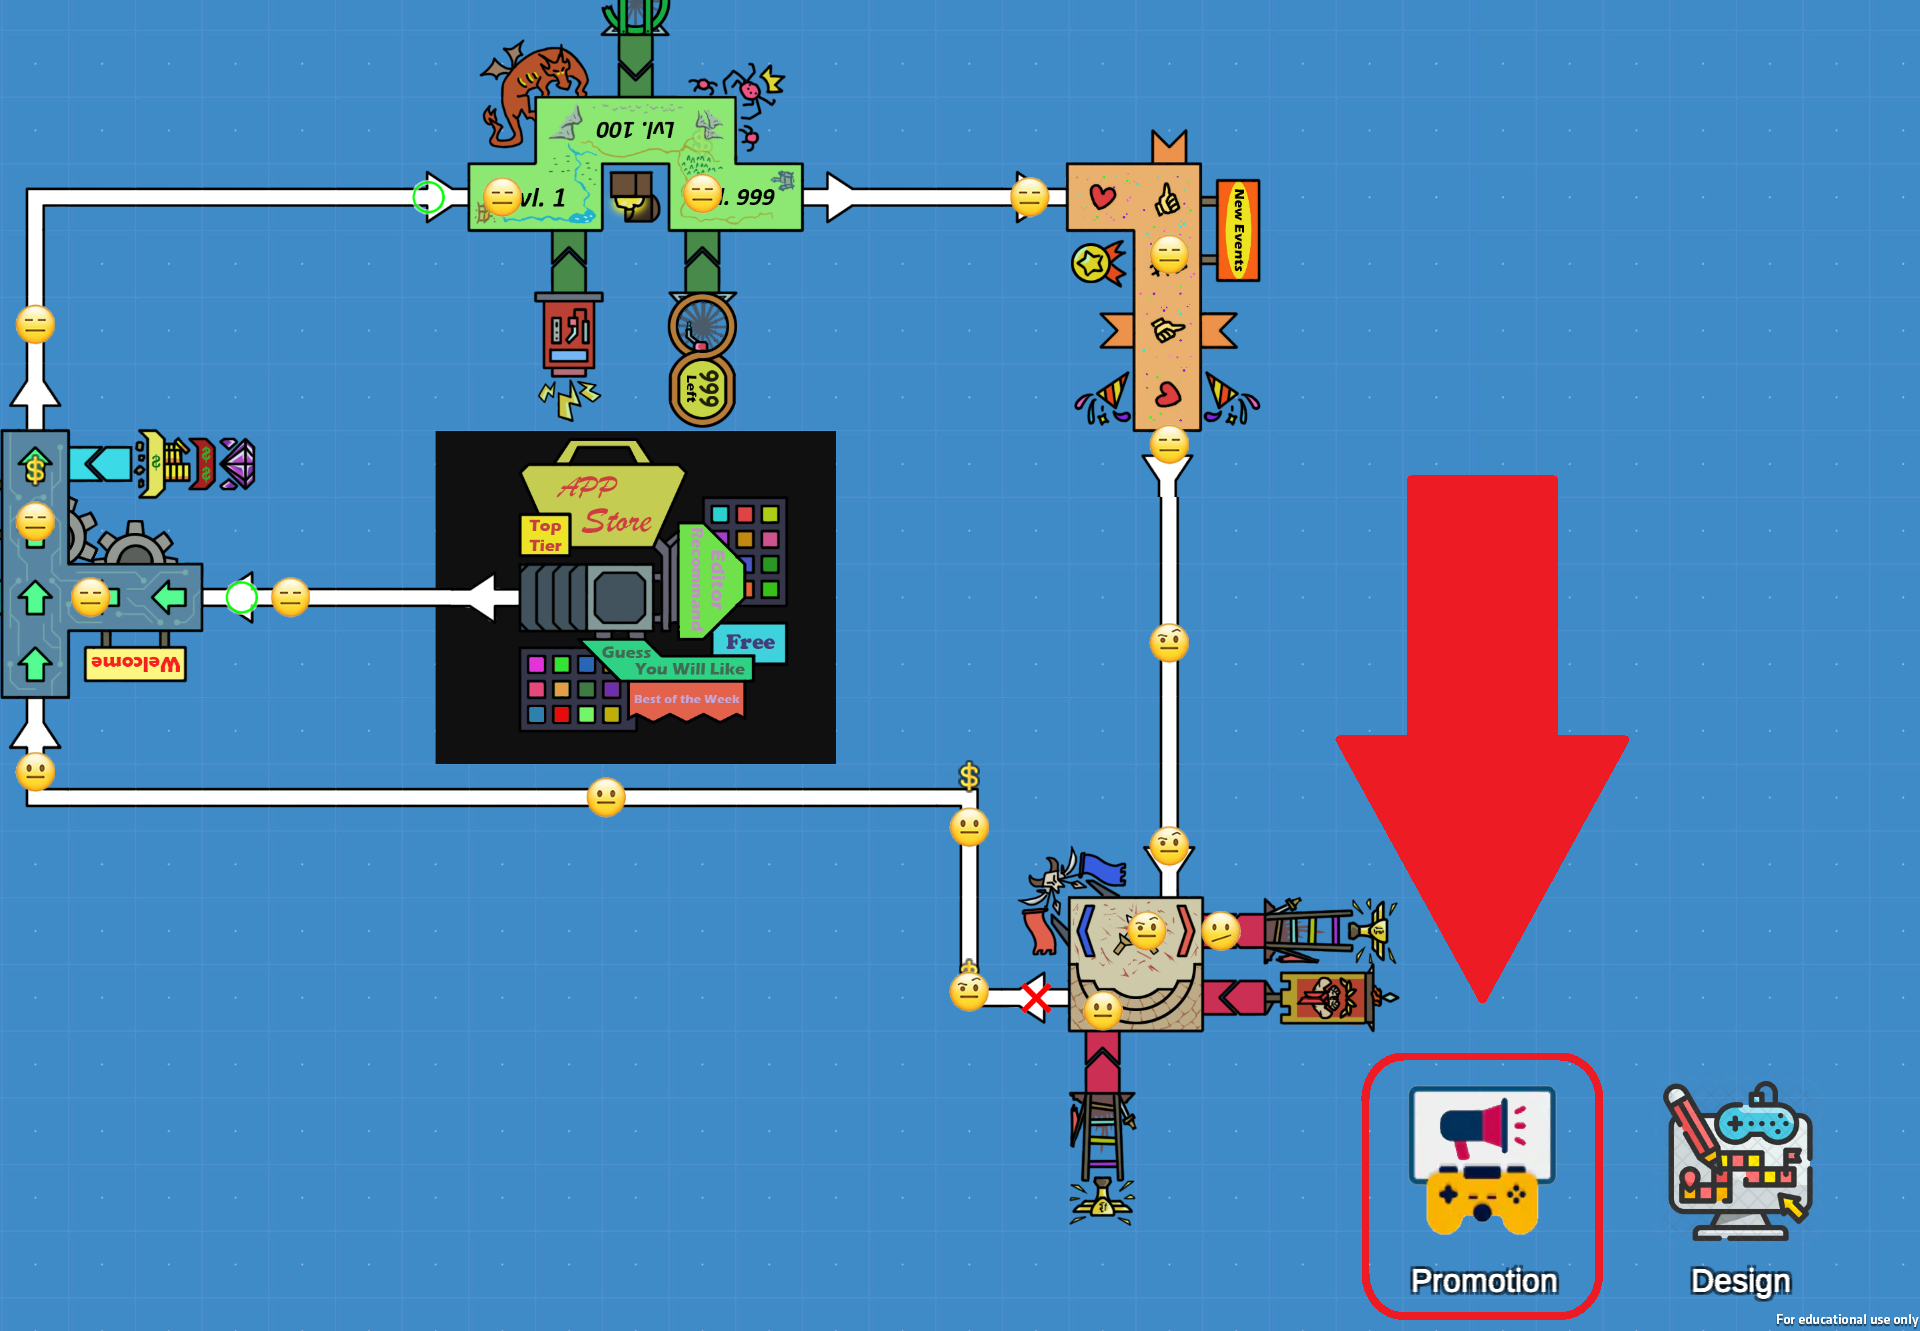 Lvl. 100
vl. 1
l. 999
New Events
999
Left
APP
Store
Top
Tier
Editor
Recommend
Free
Guess
You Will Like
Best of the Week
Welcome
$
$
Promotion
Design
For educational use only